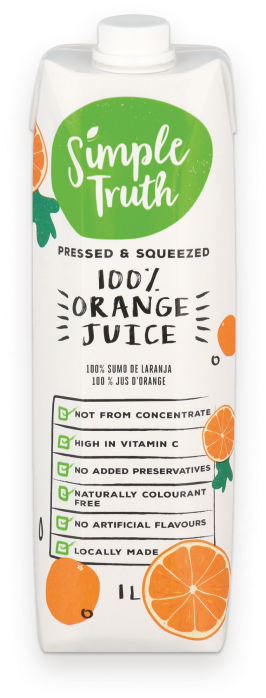 Simple
Truth
PRESSED & SQUEEZED
100%
ORANGE
JUICE
100% SUMO DE LARANJA
100 % JUS D'ORANGE
NOT FROM CONCENTRATE
HIGH IN VITAMIN C
NO ADDED PRESERVATIVES
NATURALLY COLOURANT
FREE
NO ARTIFICIAL FLAVOURS
LOCALLY MADE
1L